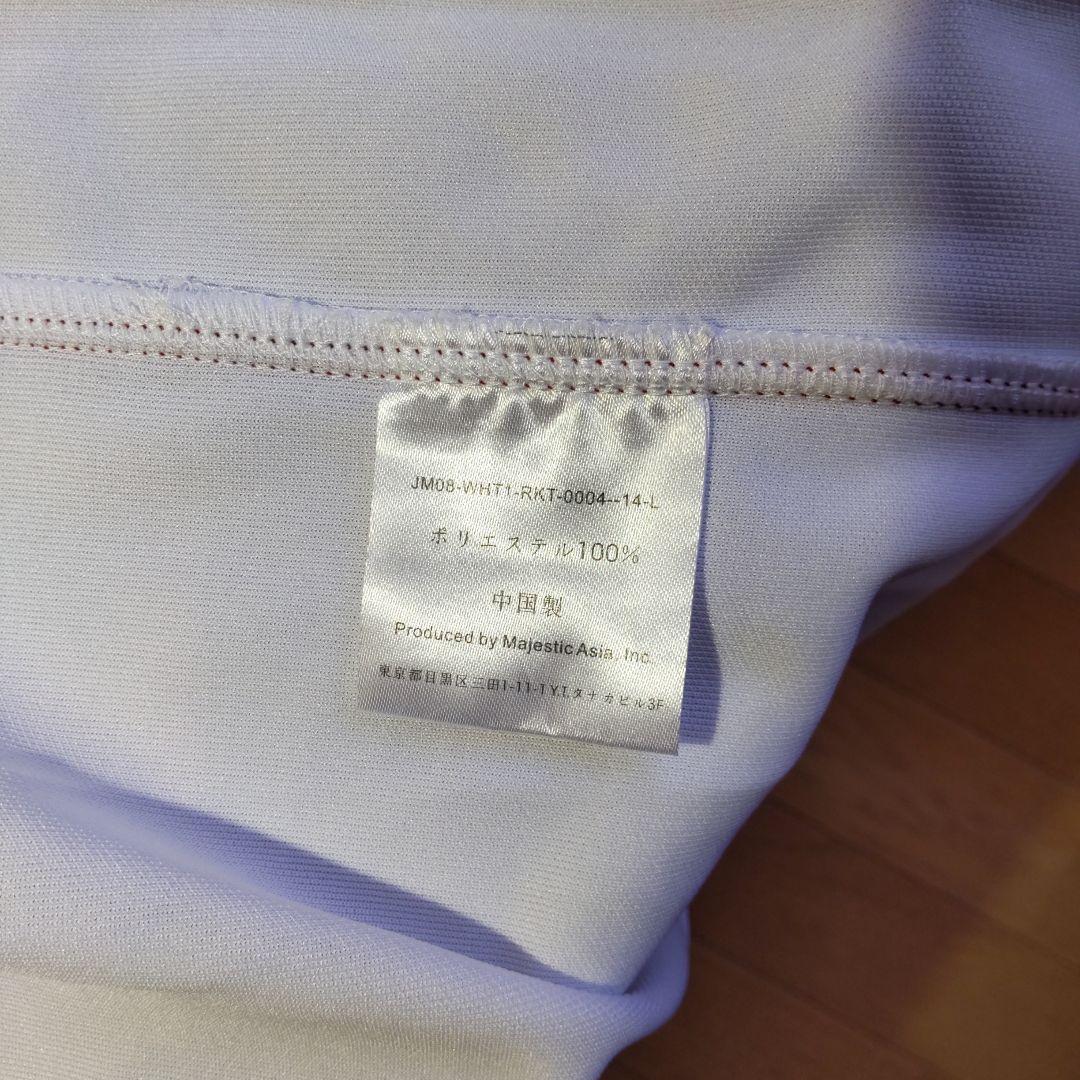 JM08-WHT1-RKT-0004--14-L
ポリエステル100%
中国製
Produced by Majestic Asia, Inc.
東京都目黒区三田1-11-1 Y.T.タナカビル3F